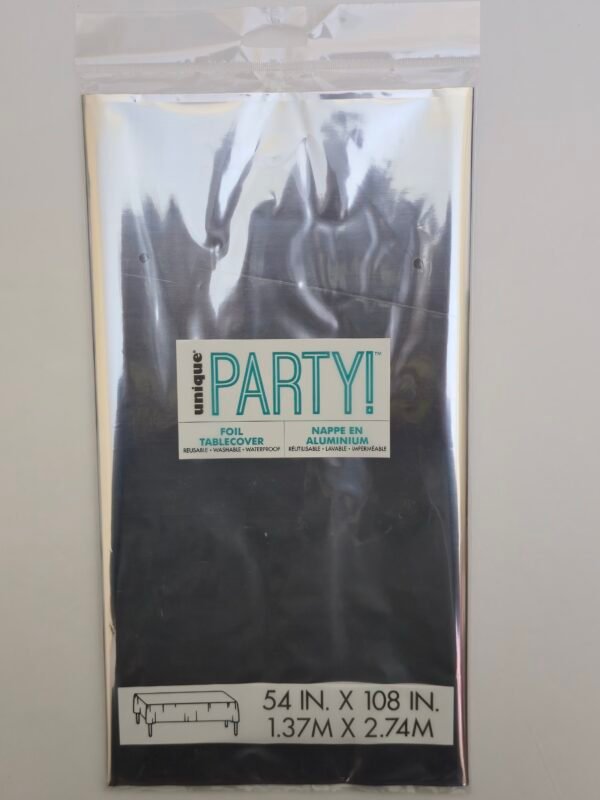 unique®
PARTY!™
FOIL
TABLECOVER
REUSABLE • WASHABLE • WATERPROOF
NAPPE EN
ALUMINIUM
RÉUTILISABLE • LAVABLE • IMPERMÉABLE
54 IN. X 108 IN.
1.37M X 2.74M